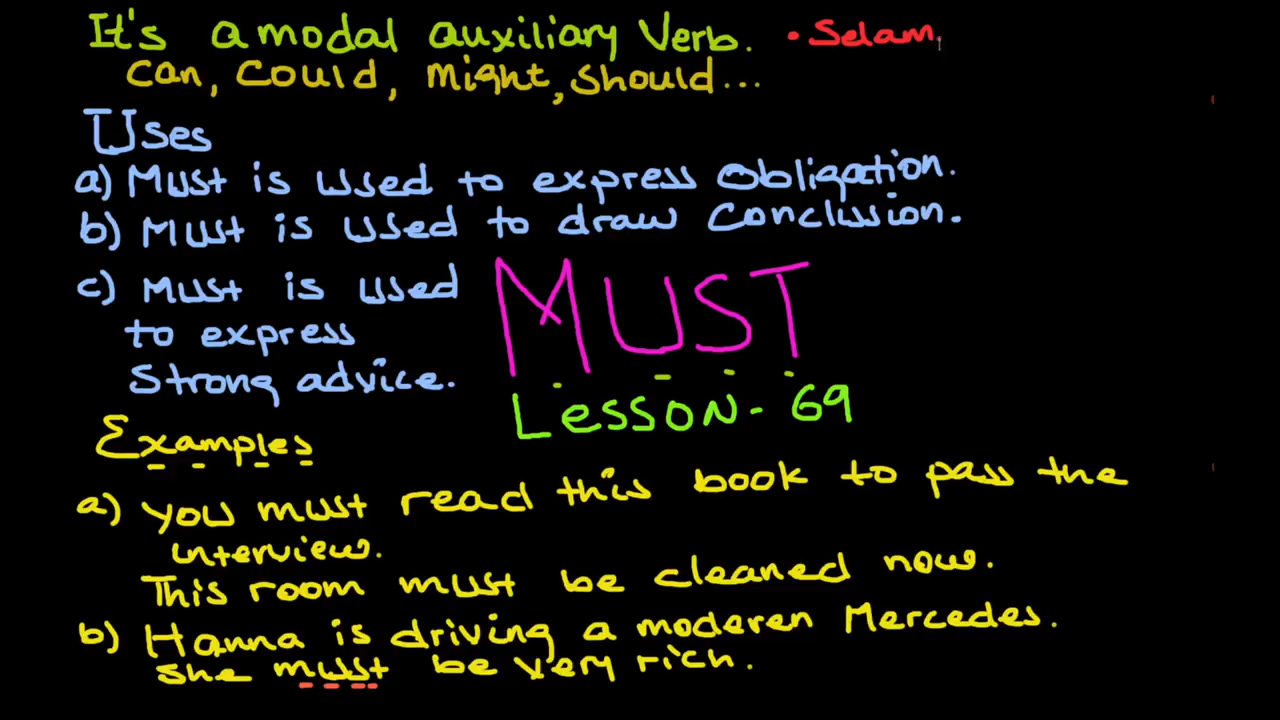 It's a modal auxiliary Verb. • Selam,
Can, Could, Might, Should...
Uses
a) Must is used to express Obligation.
b) Must is used to draw Conclussion.
c) Must is used
to express
Strong advice.
MUST
Lesson - 69
Examples
a) You must read this book to pass the
interview.
This room must be cleaned now.
b) Hanna is driving a moderen Mercedes.
She must be very rich.